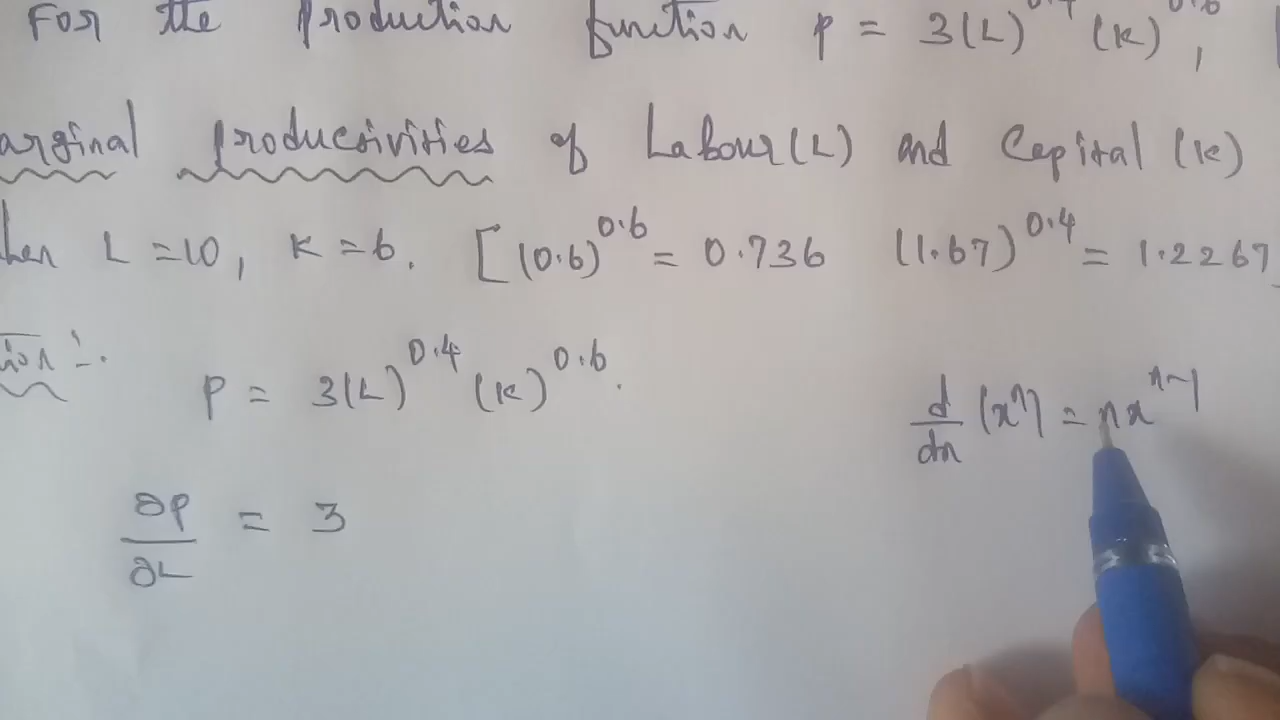 For the production function P = 3(L)^0.4 (K)^0.6,
arginal productivities of Labour(L) and Capital (K)
hen L = 10, K = 6. [(0.6)^0.6 = 0.736 (1.67)^0.4 = 1.2267]
tion :-
P = 3(L)^0.4 (K)^0.6.
d/dx (x^n) = nx^n-1
∂P/∂L = 3